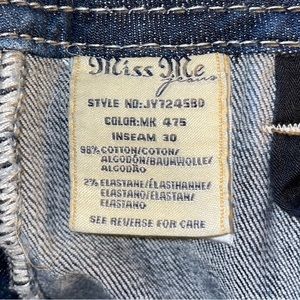 Miss Me
jeans
STYLE NO:JY7245BD
COLOR:MK 475
INSEAM 30
98% COTTON/COTON/
ALGODÓN/BAUMWOLLE/
ALGODÃO
2% ELASTANE/ÉLASTHANNE/
ELASTANO/ELASTAN/
ELASTANO
SEE REVERSE FOR CARE